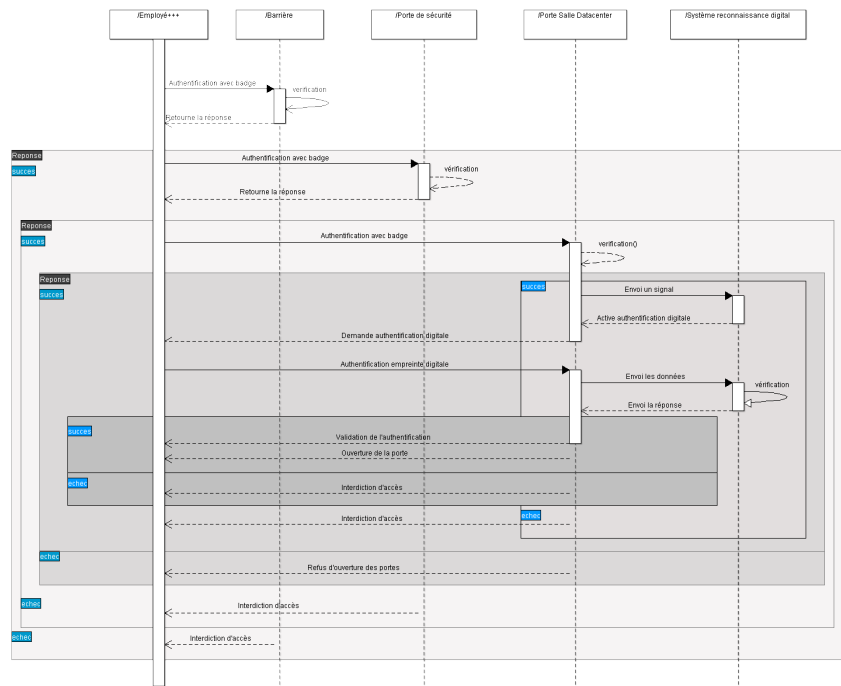 /Employé+++
/Barrière
/Porte de sécurité
/Porte Salle Datacenter
/Système reconnaissance digital
Authentification avec badge
verification
Retourne la réponse
Reponse
succes
Authentification avec badge
vérification
Retourne la réponse
Reponse
succes
Authentification avec badge
verification()
Reponse
succes
succes
Envoi un signal
Active authentification digitale
Demande authentification digitale
Authentification empreinte digitale
Envoi les données
vérification
Envoi la réponse
succes
Validation de l'authentification
Ouverture de la porte
echec
Interdiction d'accès
echec
Interdiction d'accès
echec
Refus d'ouverture des portes
echec
Interdiction d'accès
echec
Interdiction d'accès